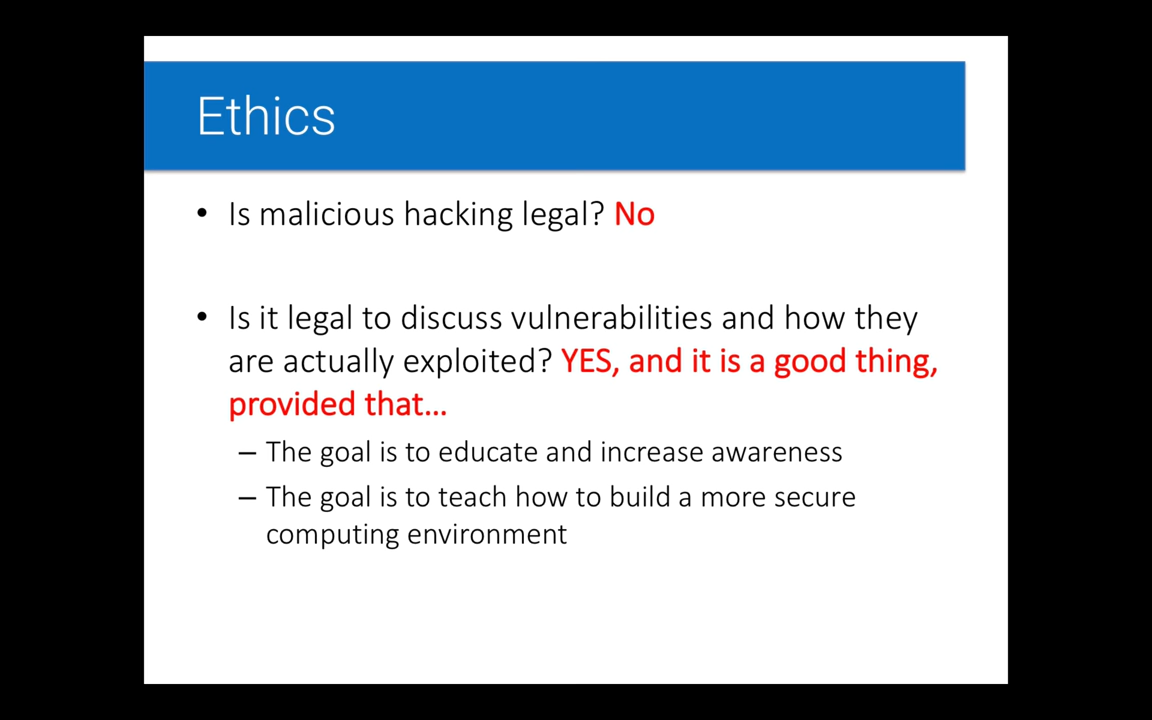 Ethics
• Is malicious hacking legal? No
• Is it legal to discuss vulnerabilities and how they
are actually exploited? YES, and it is a good thing,
provided that…
– The goal is to educate and increase awareness
– The goal is to teach how to build a more secure
computing environment